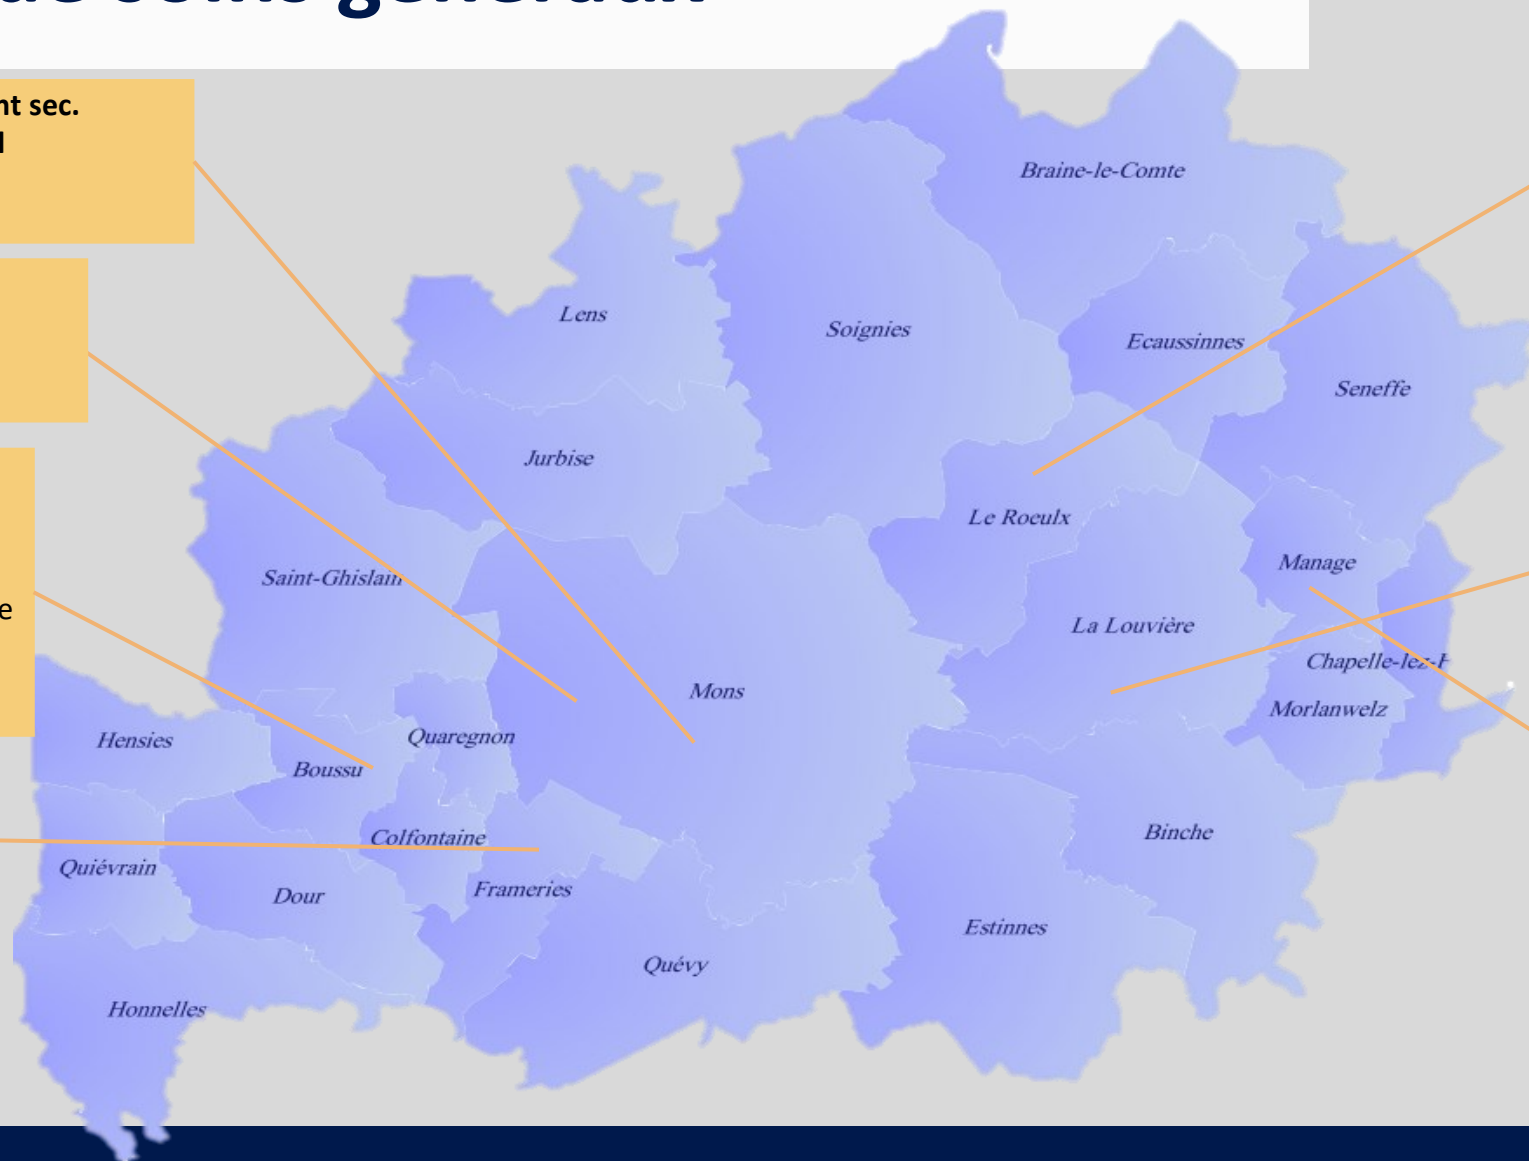 nt sec.
e
Braine-le-Comte
Lens
Soignies
Ecaussinnes
Seneffe
Jurbise
Le Roeulx
Manage
Saint-Ghislain
La Louvière
Chapelle-lez-H
Mons
Morlanwelz
Quaregnon
Hensies
Boussu
Binche
Colfontaine
Quiévrain
Frameries
Dour
Estinnes
Quévy
Honnelles